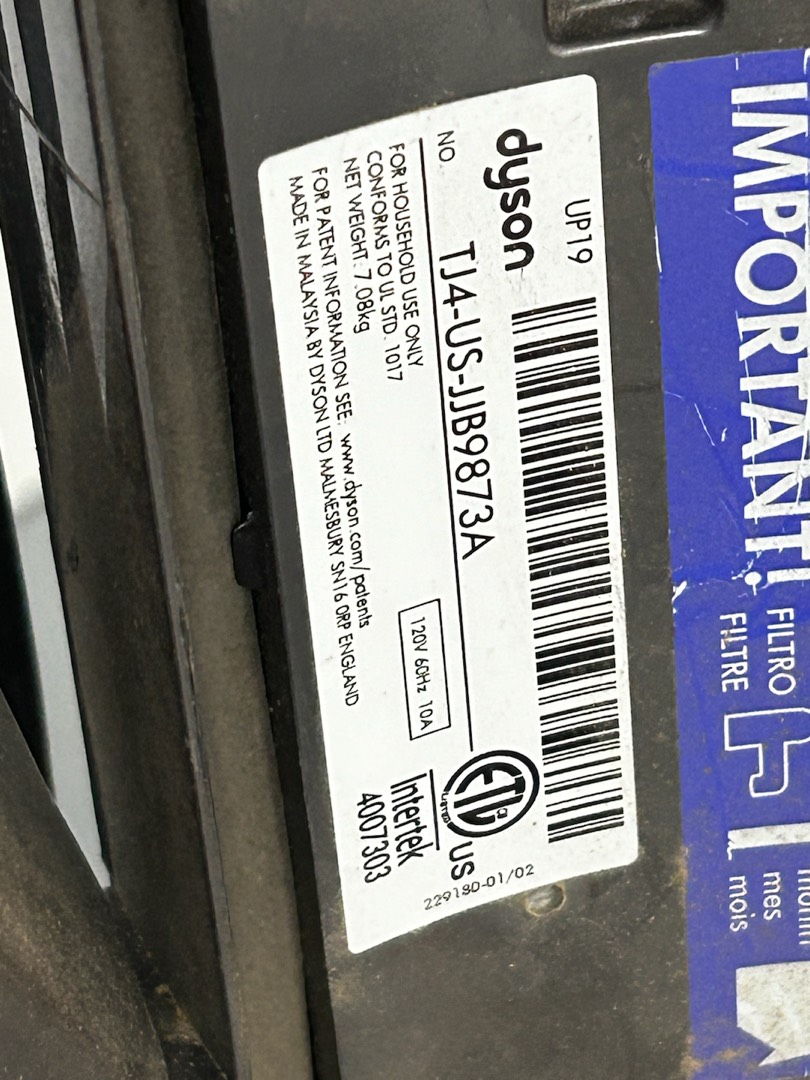 UP19
dyson
NO. TJ4-US-JJB9873A
FOR HOUSEHOLD USE ONLY
CONFORMS TO UL STD. 1017
NET WEIGHT: 7.08kg
FOR PATENT INFORMATION SEE: www.dyson.com/patents
MADE IN MALAYSIA BY DYSON LTD MALMESBURY SN16 0RP ENGLAND
120V 60Hz 10A
ETL
LISTED
US
Intertek
4007303
229180-01/02
IMPORTANT!
FILTRO
FILTRE
1
mes
mois